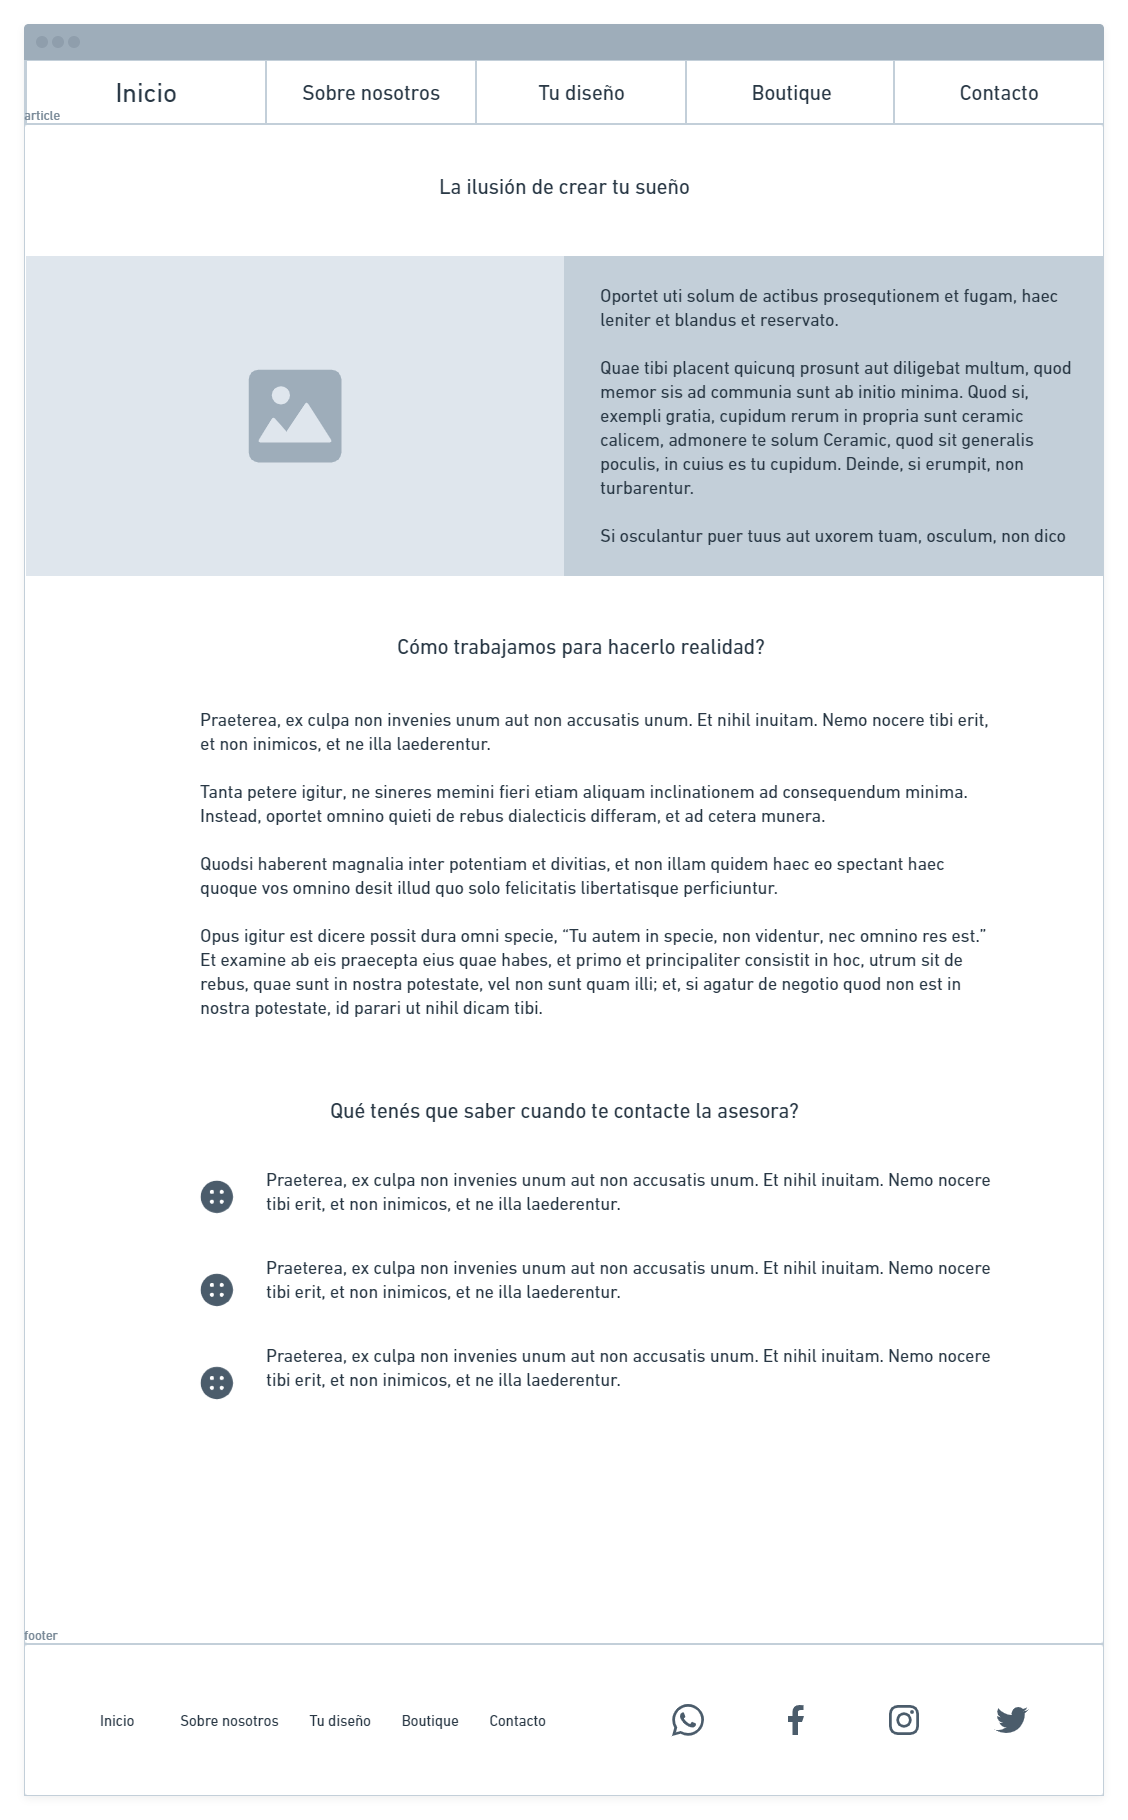 Inicio
Sobre nosotros
Tu diseño
Boutique
Contacto
article
La ilusión de crear tu sueño
Oportet uti solum de actibus prosequtionem et fugam, haec
leniter et blandus et reservato.
Quae tibi placent quicunq prosunt aut diligebat multum, quod
memor sis ad communia sunt ab initio minima. Quod si,
exempli gratia, cupidum rerum in propria sunt ceramic
calicem, admonere te solum Ceramic, quod sit generalis
poculis, in cuius es tu cupidum. Deinde, si erumpit, non
turbarentur.
Si osculantur puer tuus aut uxorem tuam, osculum, non dico
Cómo trabajamos para hacerlo realidad?
Praeterea, ex culpa non invenies unum aut non accusatis unum. Et nihil inuitam. Nemo nocere tibi erit,
et non inimicos, et ne illa laederentur.
Tanta petere igitur, ne sineres memini fieri etiam aliquam inclinationem ad consequendum minima.
Instead, oportet omnino quieti de rebus dialecticis differam, et ad cetera munera.
Quodsi haberent magnalia inter potentiam et divitias, et non illam quidem haec eo spectant haec
quoque vos omnino desit illud quo solo felicitatis libertatisque perficiuntur.
Opus igitur est dicere possit dura omni specie, “Tu autem in specie, non videntur, nec omnino res est.”
Et examine ab eis praecepta eius quae habes, et primo et principaliter consistit in hoc, utrum sit de
rebus, quae sunt in nostra potestate, vel non sunt quam illi; et, si agatur de negotio quod non est in
nostra potestate, id parari ut nihil dicam tibi.
Qué tenés que saber cuando te contacte la asesora?
Praeterea, ex culpa non invenies unum aut non accusatis unum. Et nihil inuitam. Nemo nocere
tibi erit, et non inimicos, et ne illa laederentur.
Praeterea, ex culpa non invenies unum aut non accusatis unum. Et nihil inuitam. Nemo nocere
tibi erit, et non inimicos, et ne illa laederentur.
Praeterea, ex culpa non invenies unum aut non accusatis unum. Et nihil inuitam. Nemo nocere
tibi erit, et non inimicos, et ne illa laederentur.
footer
Inicio
Sobre nosotros
Tu diseño
Boutique
Contacto